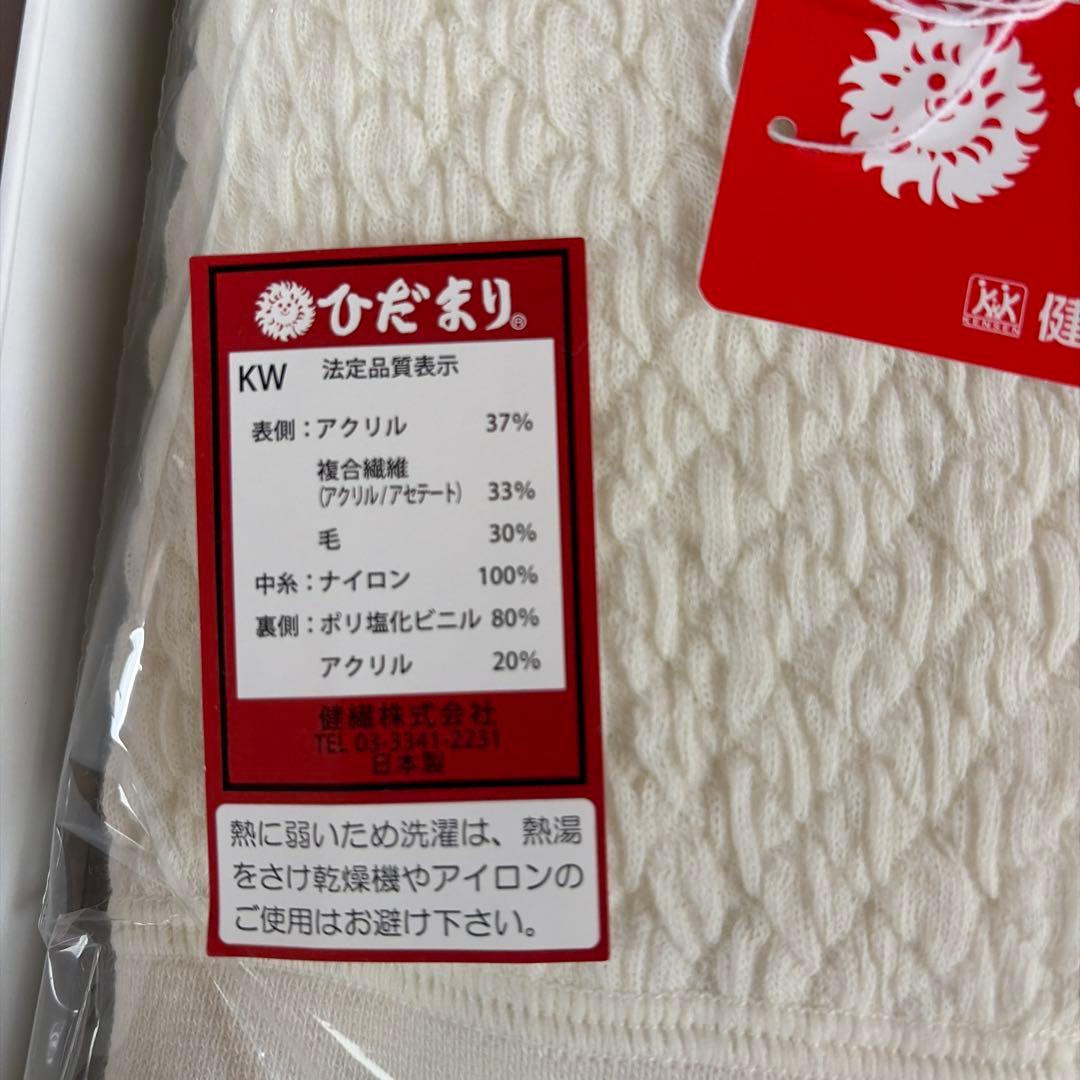 KK
KENSEN
健
ひだまり®
KW 法定品質表示
表側：アクリル 37%
複合繊維
(アクリル/アセテート) 33%
毛 30%
中糸：ナイロン 100%
裏側：ポリ塩化ビニル 80%
アクリル 20%
健繊株式会社
TEL 03-3341-2231
日本製
熱に弱いため洗濯は、熱湯
をさけ乾燥機やアイロンの
ご使用はお避け下さい。